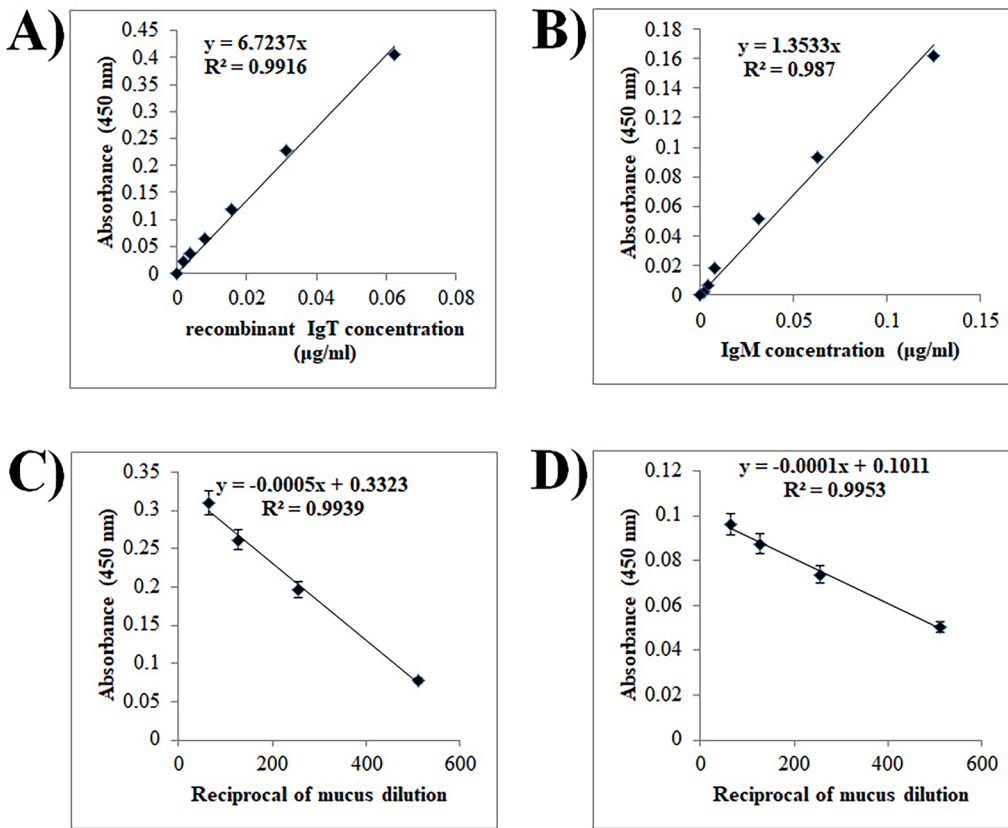 A)
y = 6.7237x
R² = 0.9916
Absorbance (450 nm)
0.45
0.4
0.35
0.3
0.25
0.2
0.15
0.1
0.05
0
0 0.02 0.04 0.06 0.08
recombinant IgT concentration
(µg/ml)
B)
y = 1.3533x
R² = 0.987
Absorbance (450 nm)
0.18
0.16
0.14
0.12
0.1
0.08
0.06
0.04
0.02
0
0 0.05 0.1 0.15
IgM concentration (µg/ml)
C)
y = -0.0005x + 0.3323
R² = 0.9939
Absorbance (450 nm)
0.35
0.3
0.25
0.2
0.15
0.1
0.05
0
0 200 400 600
Reciprocal of mucus dilution
D)
y = -0.0001x + 0.1011
R² = 0.9953
Absorbance (450 nm)
0.12
0.1
0.08
0.06
0.04
0.02
0
0 200 400 600
Reciprocal of mucus dilution